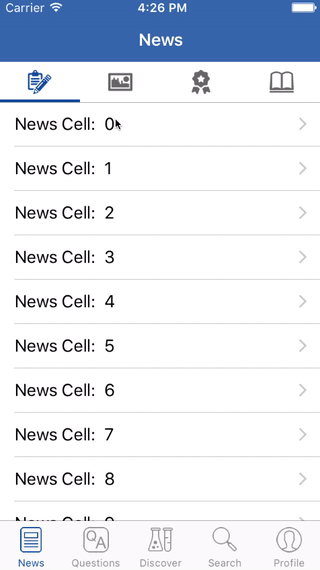 Carrier 4:26 PM
News
News Cell: 0
News Cell: 1
News Cell: 2
News Cell: 3
News Cell: 4
News Cell: 5
News Cell: 6
News Cell: 7
News Cell: 8
QA
News Questions Discover Search Profile